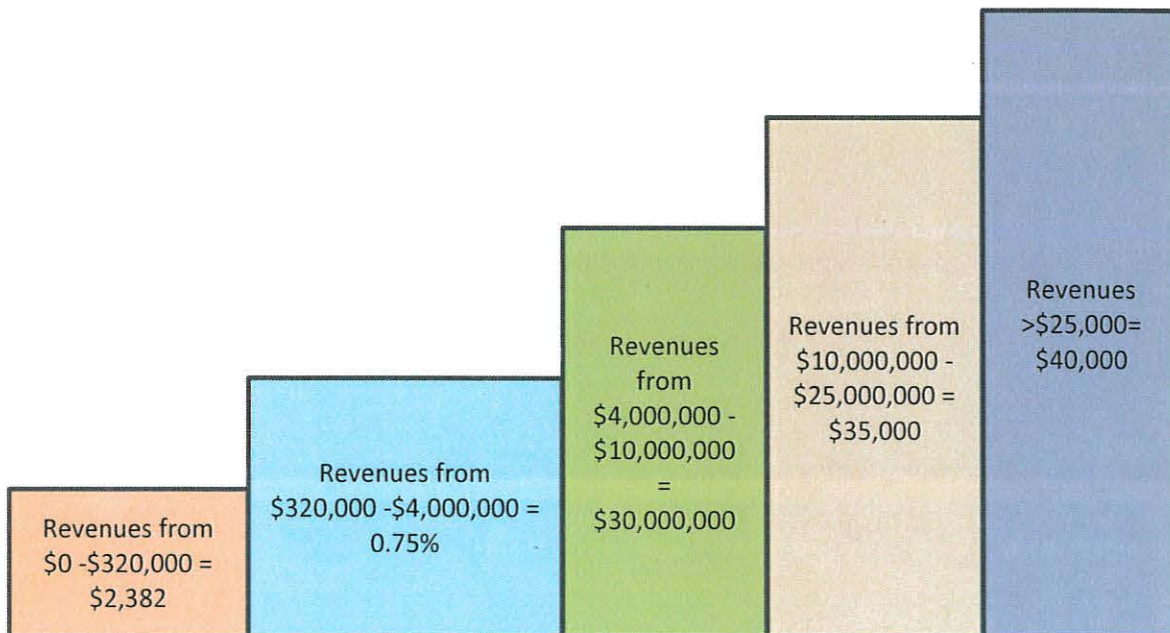 Revenues from
$0 -$320,000 =
$2,382
Revenues from
$320,000 -$4,000,000 =
0.75%
Revenues
from
$4,000,000 -
$10,000,000
=
$30,000,000
Revenues from
$10,000,000 -
$25,000,000 =
$35,000
Revenues
>$25,000=
$40,000